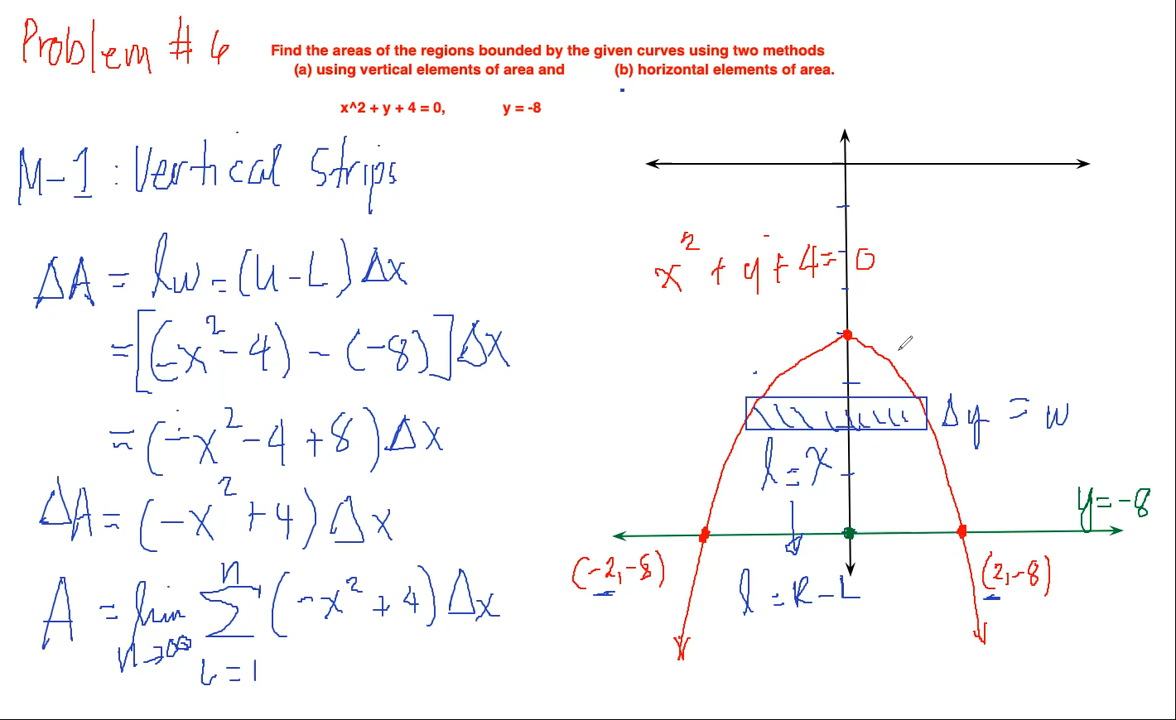 Problem # 6
Find the areas of the regions bounded by the given curves using two methods
(a) using vertical elements of area and (b) horizontal elements of area.
x^2 + y + 4 = 0, y = -8
M-1 : Vertical Strips
ΔA = lw = (U - L) Δx
= [(-x² - 4) - (-8)] Δx
= (-x² - 4 + 8) Δx
ΔA = (-x² + 4) Δx
A = lim n→∞ Σ i=1 n (-x² + 4) Δx
x² + y + 4 = 0
Δy = w
l = x
y = -8
(-2, -8)
(2, -8)
l = R - L